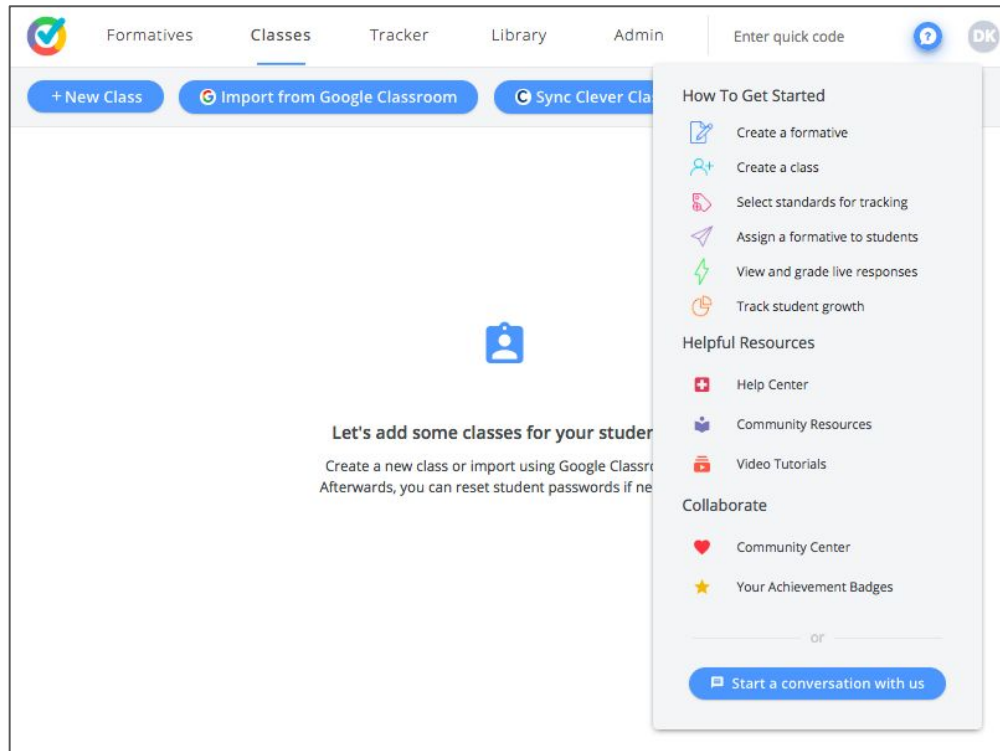 Formatives Classes Tracker Library Admin Enter quick code DK
+ New Class Import from Google Classroom Sync Clever Cla
How To Get Started
Create a formative
Create a class
Select standards for tracking
Assign a formative to students
View and grade live responses
Track student growth
Helpful Resources
Help Center
Community Resources
Video Tutorials
Collaborate
Community Center
Your Achievement Badges
or
Start a conversation with us
Let's add some classes for your studen
Create a new class or import using Google Classro
Afterwards, you can reset student passwords if ne